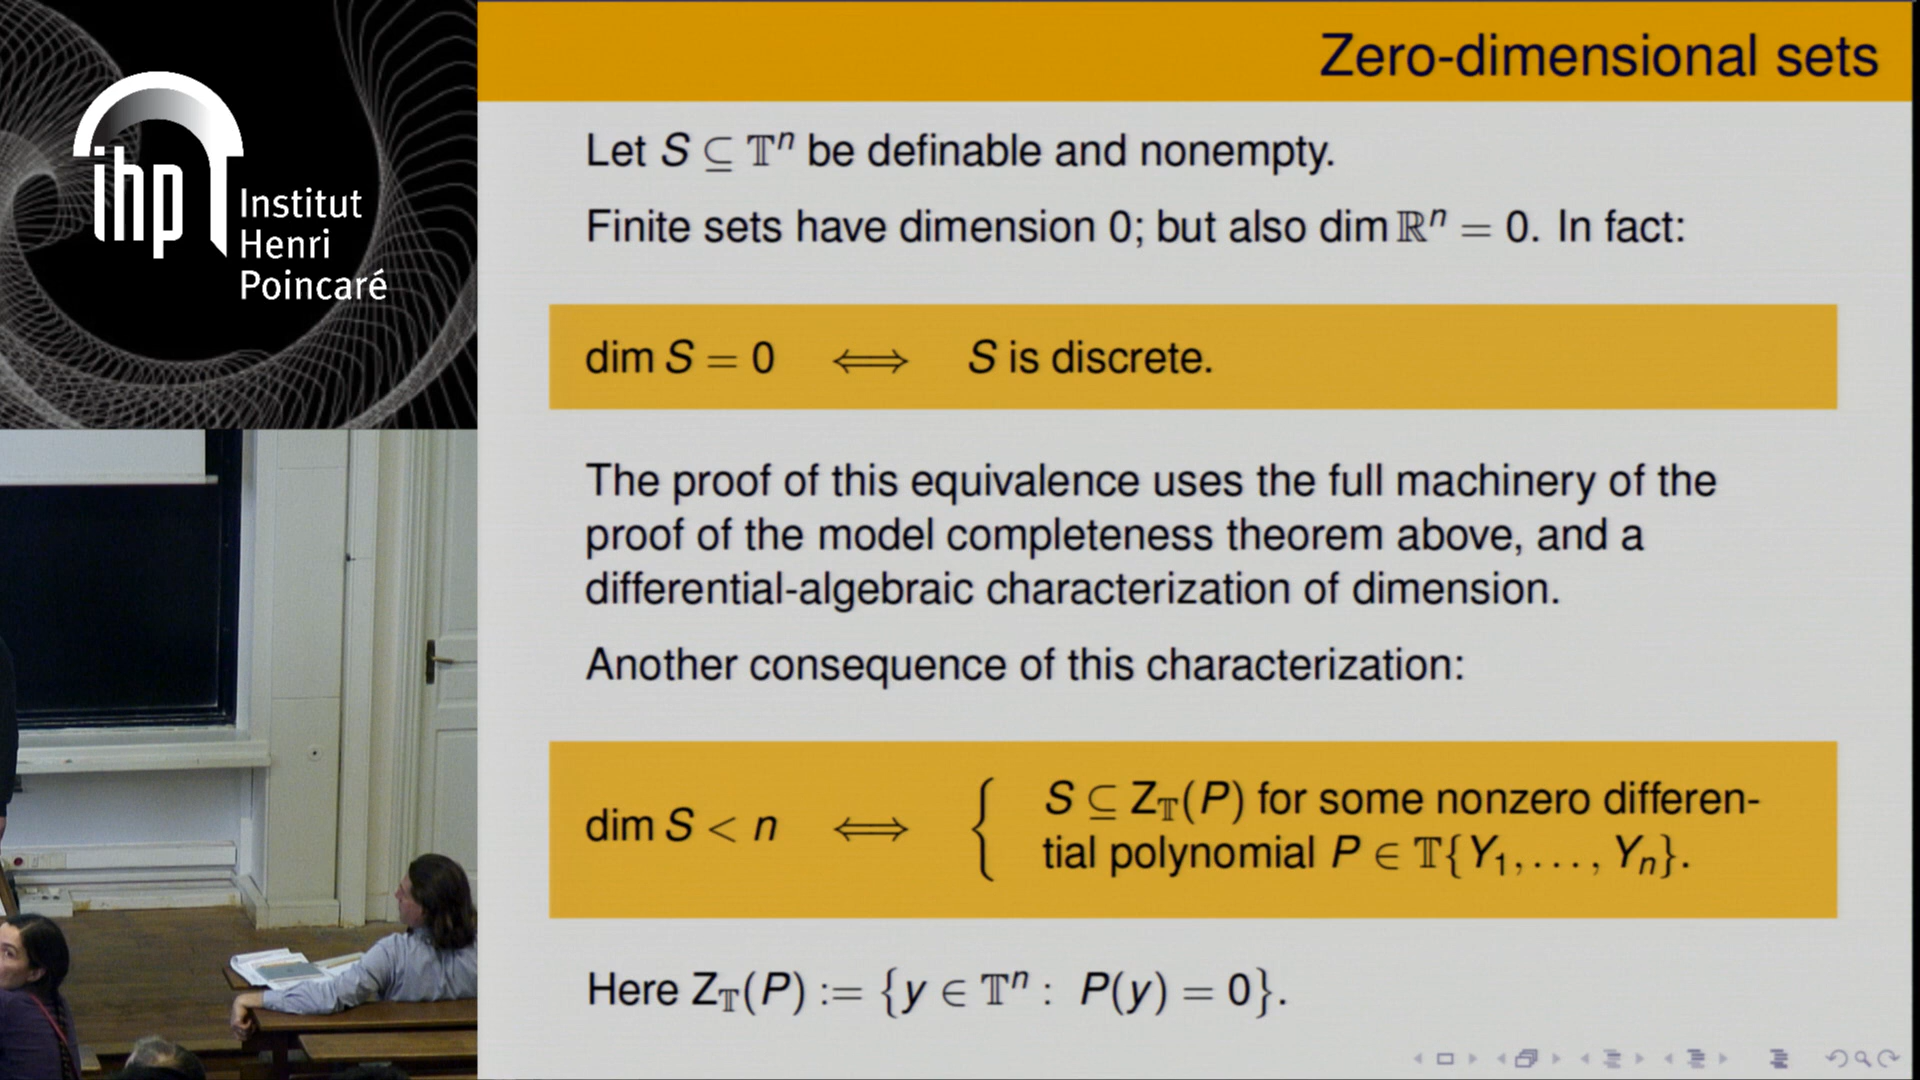 ihp
Institut
Henri
Poincaré
Zero-dimensional sets
Let S ⊆ 𝕋ⁿ be definable and nonempty.
Finite sets have dimension 0; but also dim ℝⁿ = 0. In fact:
dim S = 0 ⟺ S is discrete.
The proof of this equivalence uses the full machinery of the
proof of the model completeness theorem above, and a
differential-algebraic characterization of dimension.
Another consequence of this characterization:
dim S < n ⟺ { S ⊆ Z_𝕋(P) for some nonzero differen-
tial polynomial P ∈ 𝕋{Y₁, . . . , Yₙ}.
Here Z_𝕋(P) := {y ∈ 𝕋ⁿ : P(y) = 0}.